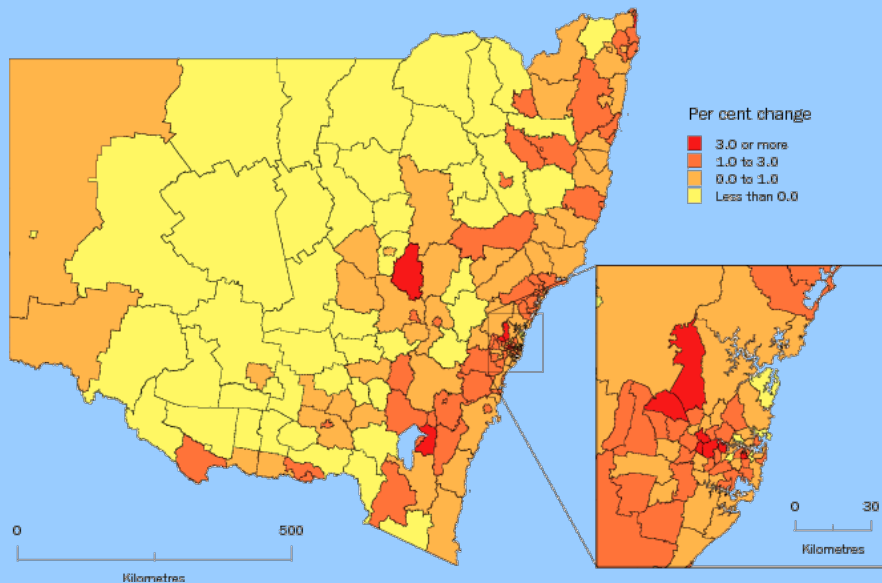 Per cent change
3.0 or more
1.0 to 3.0
0.0 to 1.0
Less than 0.0
0 30
Kilometres
0 500
Kilometres